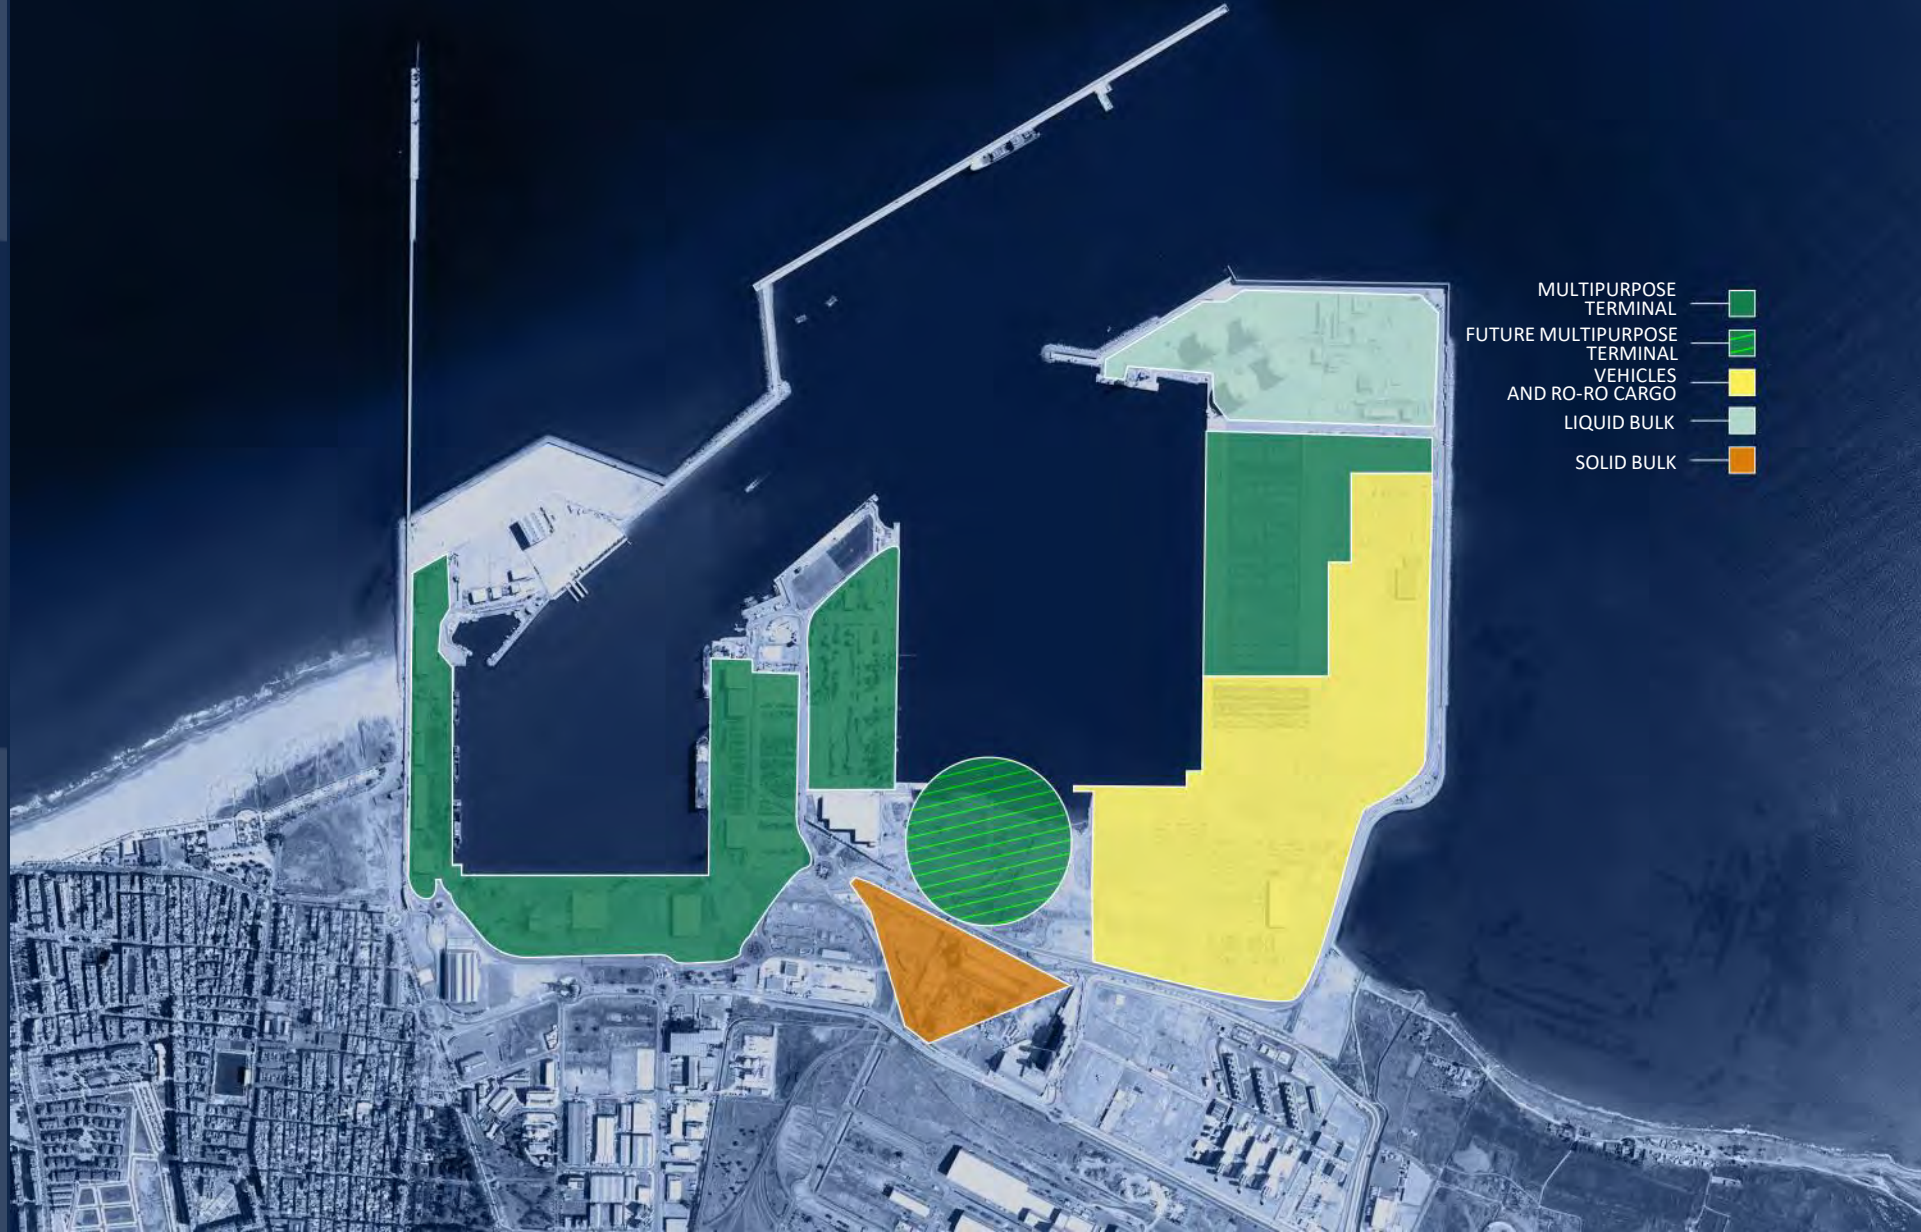 MULTIPURPOSE
TERMINAL
FUTURE MULTIPURPOSE
TERMINAL
VEHICLES
AND RO-RO CARGO
LIQUID BULK
SOLID BULK